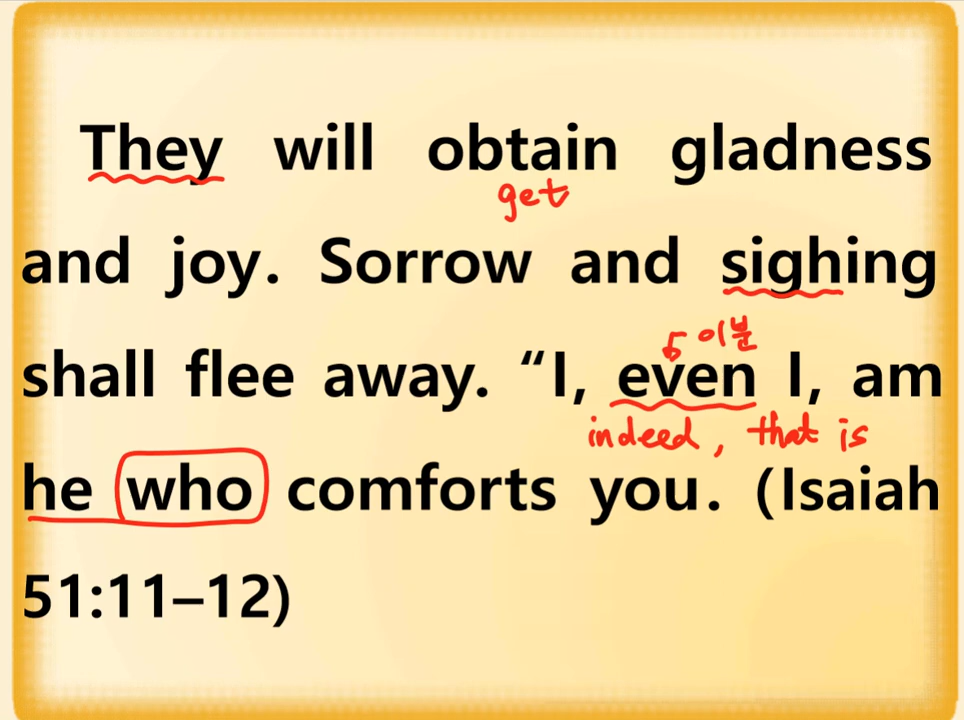 They will obtain gladness
get
and joy. Sorrow and sighing
이분
shall flee away. “I, even I, am
indeed, that is
he who comforts you. (Isaiah
51:11–12)